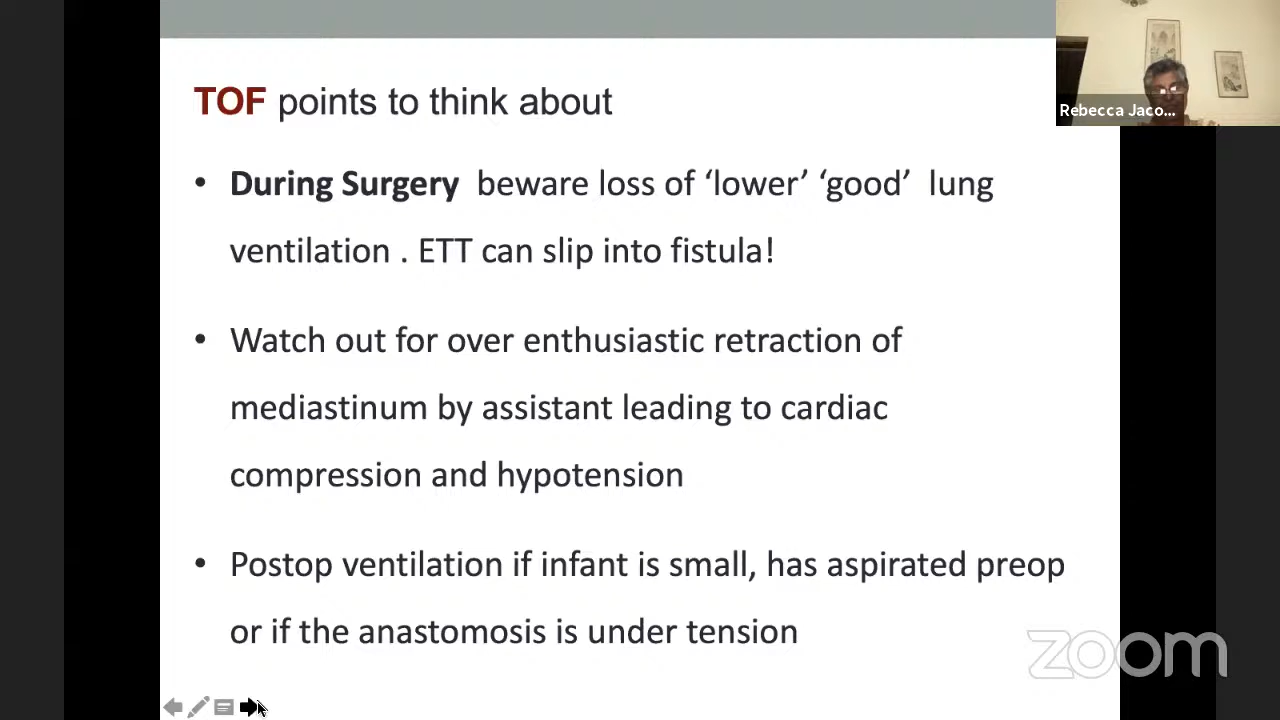 TOF points to think about
Rebecca Jaco...
• During Surgery beware loss of ‘lower’ ‘good’ lung
ventilation . ETT can slip into fistula!
• Watch out for over enthusiastic retraction of
mediastinum by assistant leading to cardiac
compression and hypotension
• Postop ventilation if infant is small, has aspirated preop
or if the anastomosis is under tension
zoom